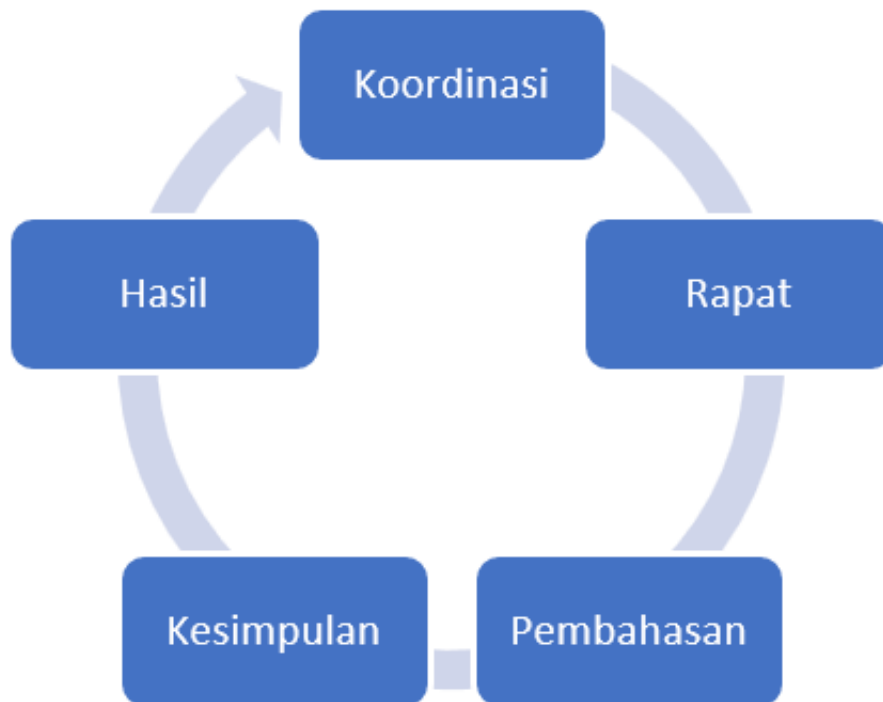 Koordinasi
Rapat
Pembahasan
Kesimpulan
Hasil